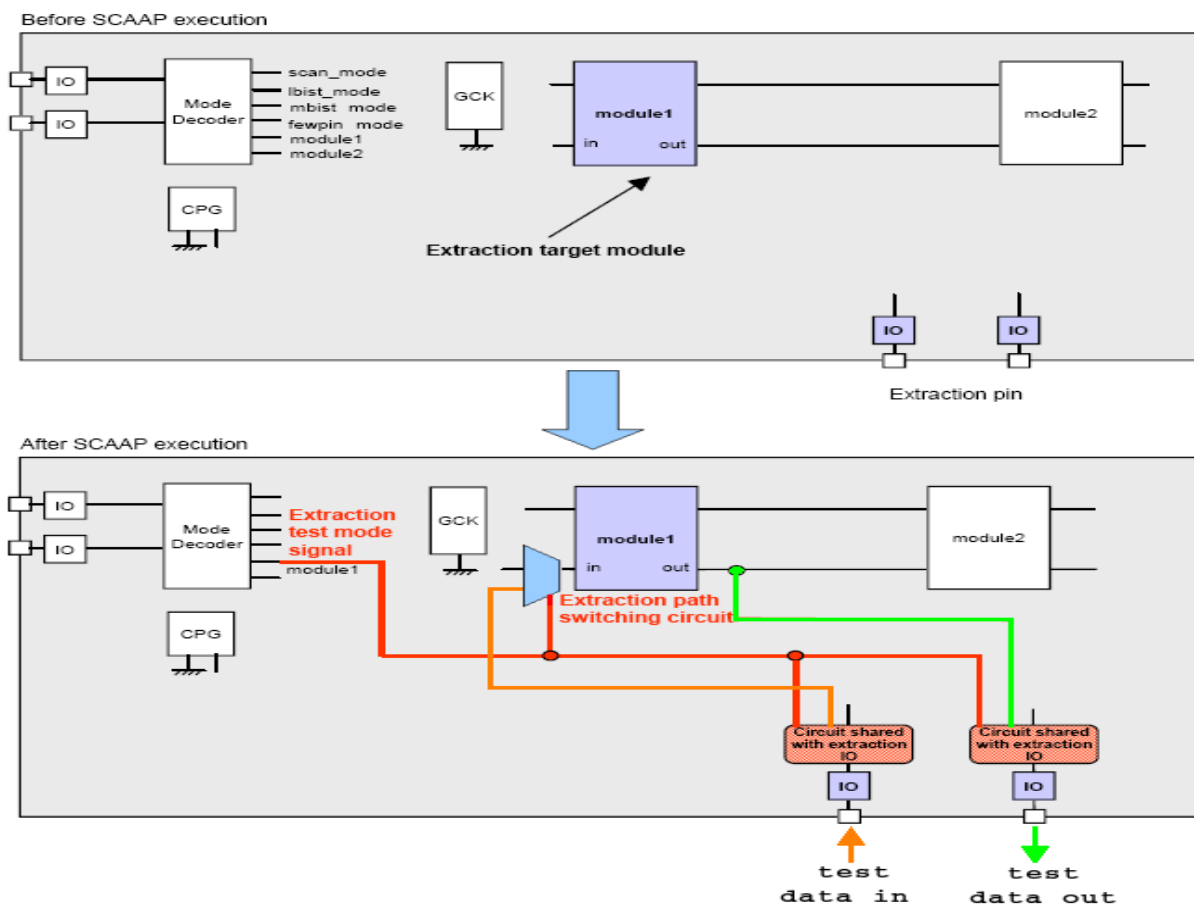 Before SCAAP execution
IO
IO
Mode
Decoder
scan_mode
lbist_mode
mbist mode
fewpin mode
module1
module2
GCK
module1
in
out
module2
CPG
Extraction target module
IO
IO
Extraction pin
After SCAAP execution
IO
IO
Mode
Decoder
Extraction
test mode
signal
module1
GCK
module1
in
out
module2
Extraction path
switching circuit
CPG
Circuit shared
with extraction
IO
Circuit shared
with extraction
IO
IO
IO
test
data in
test
data out